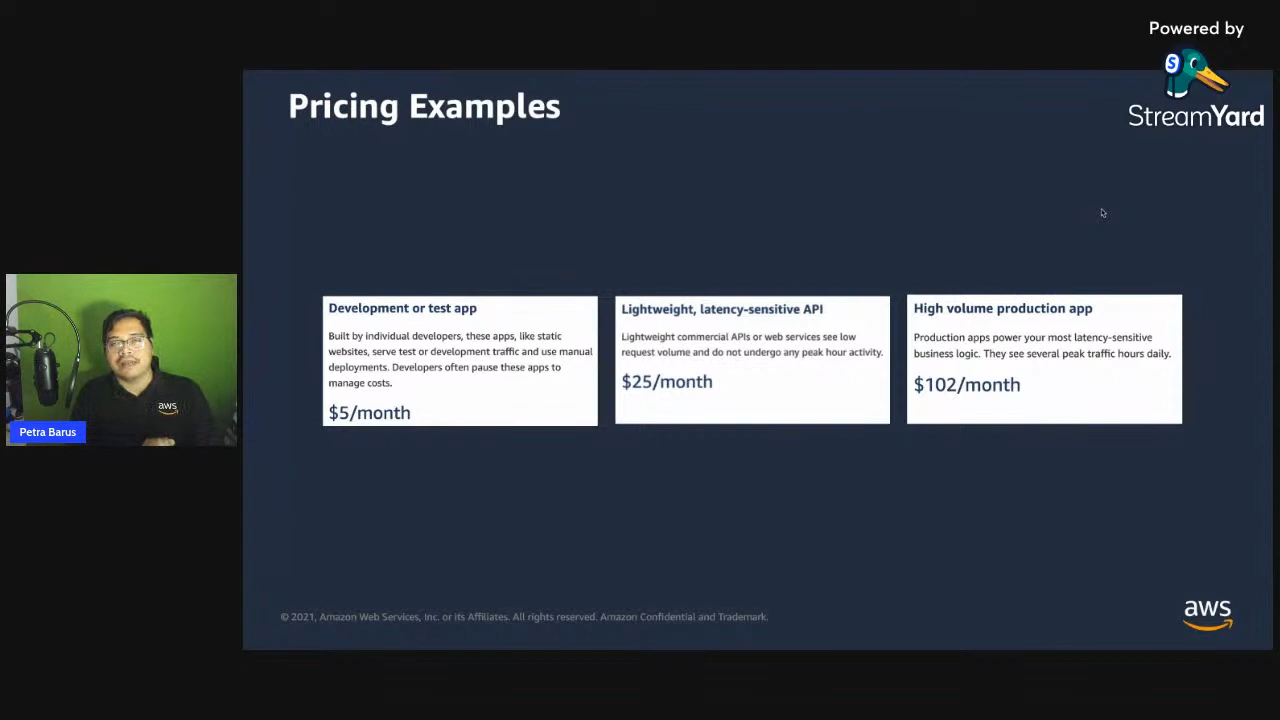 Powered by
StreamYard
Pricing Examples
Development or test app
Built by individual developers, these apps, like static
websites, serve test or development traffic and use manual
deployments. Developers often pause these apps to
manage costs.
$5/month
Lightweight, latency-sensitive API
Lightweight commercial APIs or web services see low
request volume and do not undergo any peak hour activity.
$25/month
High volume production app
Production apps power your most latency-sensitive
business logic. They see several peak traffic hours daily.
$102/month
aws
Petra Barus
© 2021, Amazon Web Services, Inc. or its Affiliates. All rights reserved. Amazon Confidential and Trademark.
aws